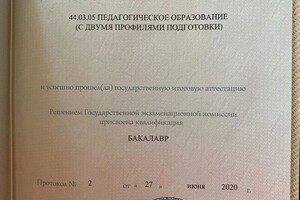 44.03.05 ПЕДАГОГИЧЕСКОЕ ОБРАЗОВАНИЕ
(С ДВУМЯ ПРОФИЛЯМИ ПОДГОТОВКИ)
и успешно прошел(ла) государственную итоговую аттестацию
Решением Государственной экзаменационной комиссии
присвоена квалификация
БАКАЛАВР
Протокол № 2 от « 27 » июня 2020 г.